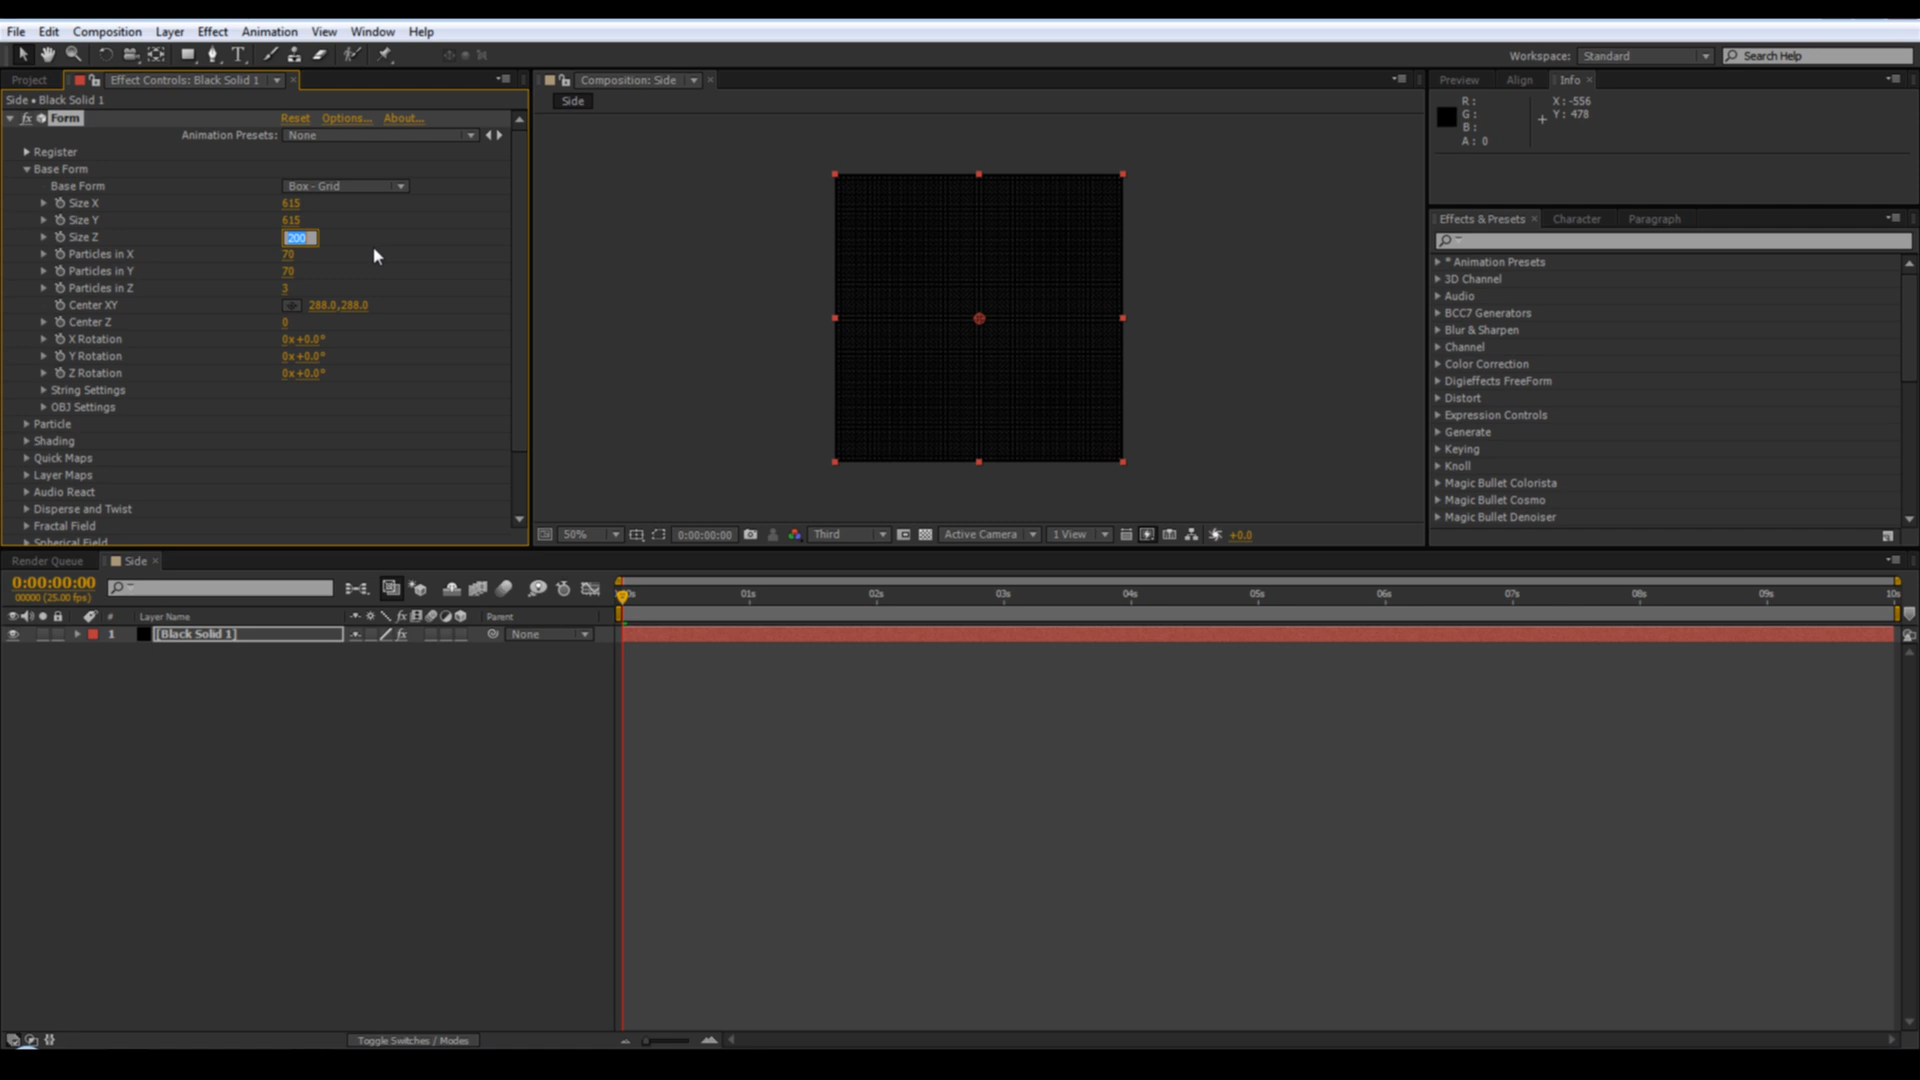 File Edit Composition Layer Effect Animation View Window Help
Workspace: Standard Search Help
Project Effect Controls: Black Solid 1 Composition: Side Preview Align Info
Side • Black Solid 1 Side R: X: -556
G: Y: 478
B:
A: 0
fx Form Reset Options... About...
Animation Presets: None
Register
Base Form
Base Form Box - Grid
Size X 615
Size Y 615
Size Z 200
Particles in X 70
Particles in Y 70
Particles in Z 3
Center XY 288.0,288.0
Center Z 0
X Rotation 0x+0.0°
Y Rotation 0x+0.0°
Z Rotation 0x+0.0°
String Settings
OBJ Settings
Particle
Shading
Quick Maps
Layer Maps
Audio React
Disperse and Twist
Fractal Field
Spherical Field
50% 0:00:00:00 Third Active Camera 1 View +0.0
Effects & Presets Character Paragraph
* Animation Presets
3D Channel
Audio
BCC7 Generators
Blur & Sharpen
Channel
Color Correction
Digieffects FreeForm
Distort
Expression Controls
Generate
Keying
Knoll
Magic Bullet Colorista
Magic Bullet Cosmo
Magic Bullet Denoiser
Render Queue Side
0:00:00:00
00000 (25.00 fps)
0s 01s 02s 03s 04s 05s 06s 07s 08s 09s 10s
# Layer Name fx Parent
1 [Black Solid 1] fx None
Toggle Switches / Modes